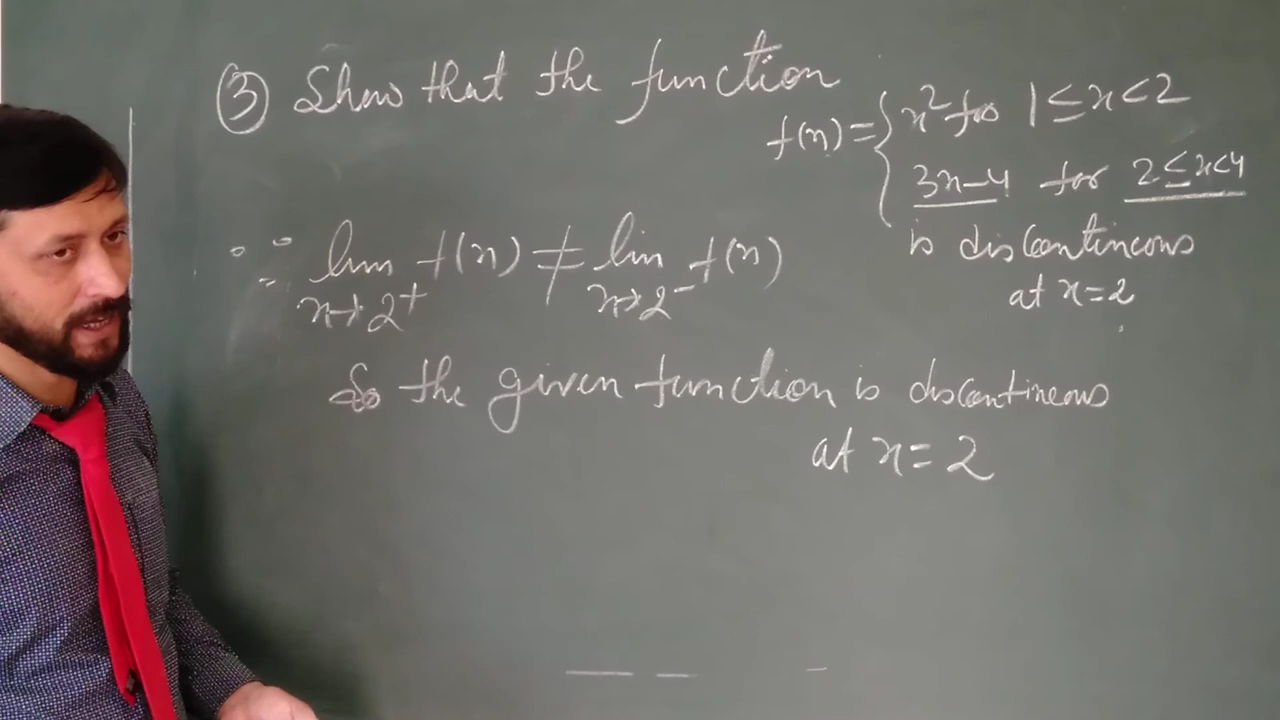 ③ Show that the function
f(x) = { x² for 1 ≤ x < 2
3x-4 for 2 ≤ x < 4
is discontineous
at x = 2
∵ lim f(x) ≠ lim f(x)
x→2⁺ x→2⁻
So the given function is discontineous
at x = 2